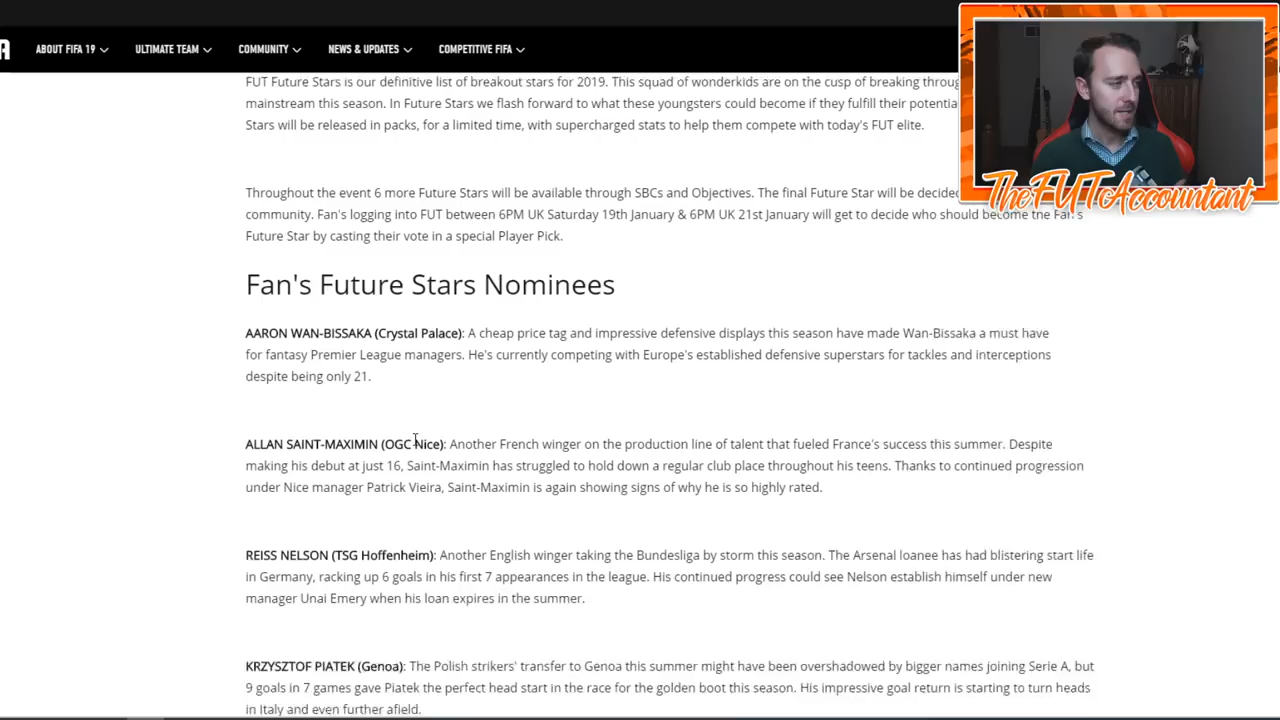 A
ABOUT FIFA 19
ULTIMATE TEAM
COMMUNITY
NEWS & UPDATES
COMPETITIVE FIFA
FUT Future Stars is our definitive list of breakout stars for 2019. This squad of wonderkids are on the cusp of breaking
mainstream this season. In Future Stars we flash forward to what these youngsters could become if they fulfill their
Stars will be released in packs, for a limited time, with supercharged stats to help them compete with today's FUT elite.
TheFUTAccountant
Throughout the event 6 more Future Stars will be available through SBCs and Objectives. The final Future Star will be decided
community. Fan's logging into FUT between 6PM UK Saturday 19th January & 6PM UK 21st January will get to decide who should become the Fan's
Future Star by casting their vote in a special Player Pick.
Fan's Future Stars Nominees
AARON WAN-BISSAKA (Crystal Palace): A cheap price tag and impressive defensive displays this season have made Wan-Bissaka a must have
for fantasy Premier League managers. He's currently competing with Europe's established defensive superstars for tackles and interceptions
despite being only 21.
ALLAN SAINT-MAXIMIN (OGC Nice): Another French winger on the production line of talent that fueled France's success this summer. Despite
making his debut at just 16, Saint-Maximin has struggled to hold down a regular club place throughout his teens. Thanks to continued progression
under Nice manager Patrick Vieira, Saint-Maximin is again showing signs of why he is so highly rated.
REISS NELSON (TSG Hoffenheim): Another English winger taking the Bundesliga by storm this season. The Arsenal loanee has had blistering start life
in Germany, racking up 6 goals in his first 7 appearances in the league. His continued progress could see Nelson establish himself under new
manager Unai Emery when his loan expires in the summer.
KRZYSZTOF PIATEK (Genoa): The Polish strikers' transfer to Genoa this summer might have been overshadowed by bigger names joining Serie A, but
9 goals in 7 games gave Piatek the perfect head start in the race for the golden boot this season. His impressive goal return is starting to turn heads
in Italy and even further afield.